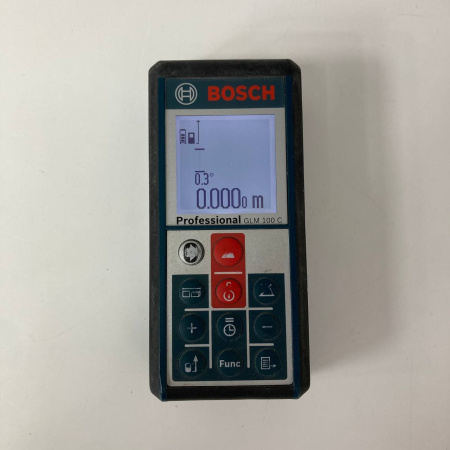 BOSCH
0.3°
0.0000 m
Professional GLM 100 C
Func